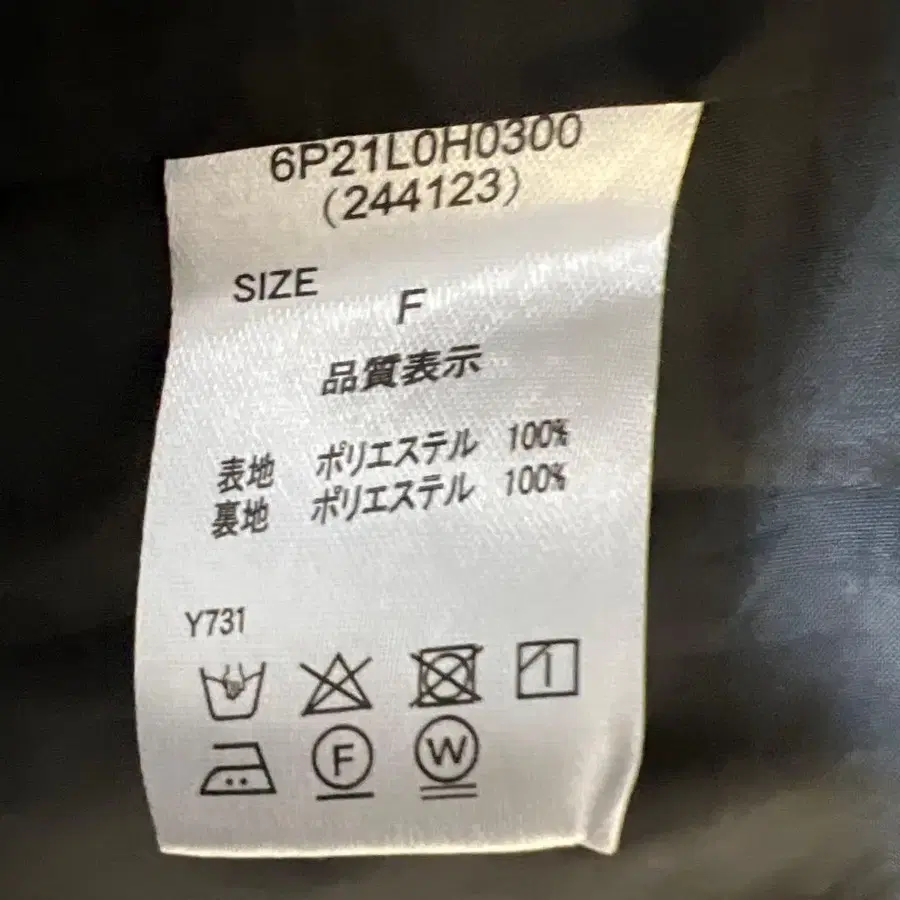 6P21L0H0300
(244123)
SIZE
F
品質表示
表地 ポリエステル 100%
裏地 ポリエステル 100%
Y731
F W